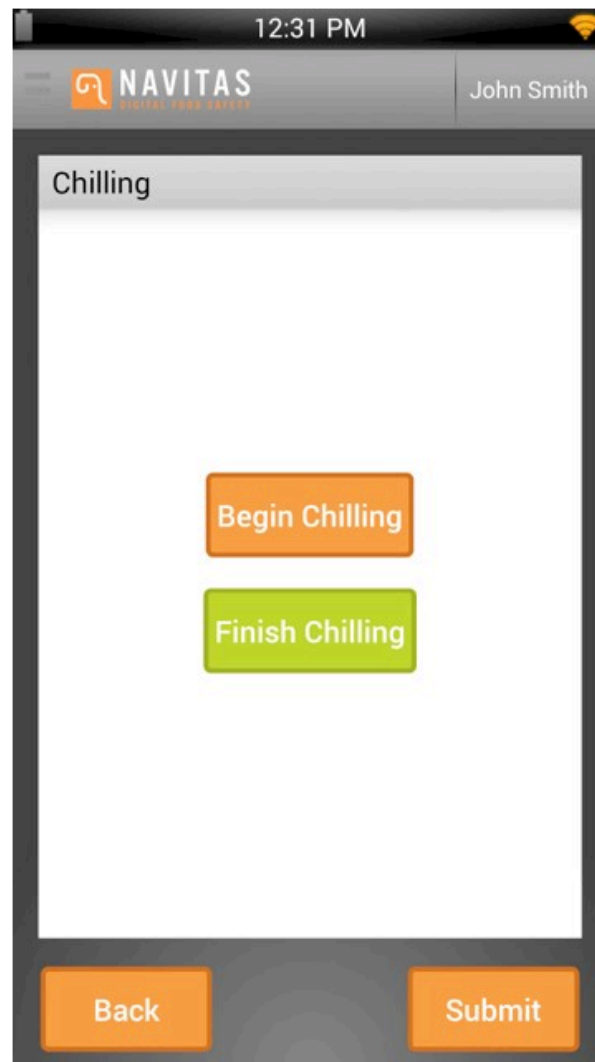 12:31 PM
NAVITAS
DIGITAL FOOD SAFETY
John Smith
Chilling
Begin Chilling
Finish Chilling
Back
Submit